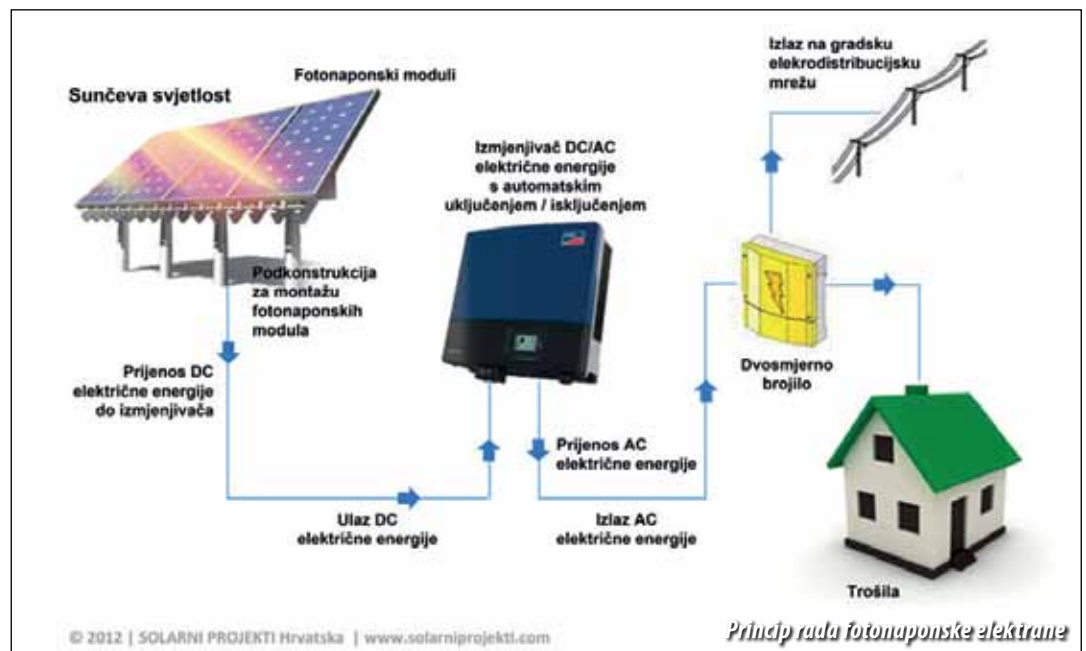 Sunčeva svjetlost
Fotonaponski moduli
Podkonstrukcija
za montažu
fotonaponskih
modula
Prijenos DC
električne energije
do izmjenjivača
Ulaz DC
električne energije
Izmjenjivač DC/AC
električne energije
s automatskim
uključenjem / isključenjem
Prijenos AC
električne energije
Izlaz AC
električne energije
Dvosmjerno
brojilo
Izlaz na gradsku
elekrodistribucijsku
mrežu
Trošila
© 2012 | SOLARNI PROJEKTI Hrvatska | www.solarniprojekti.com
Princip rada fotonaponske elektrane